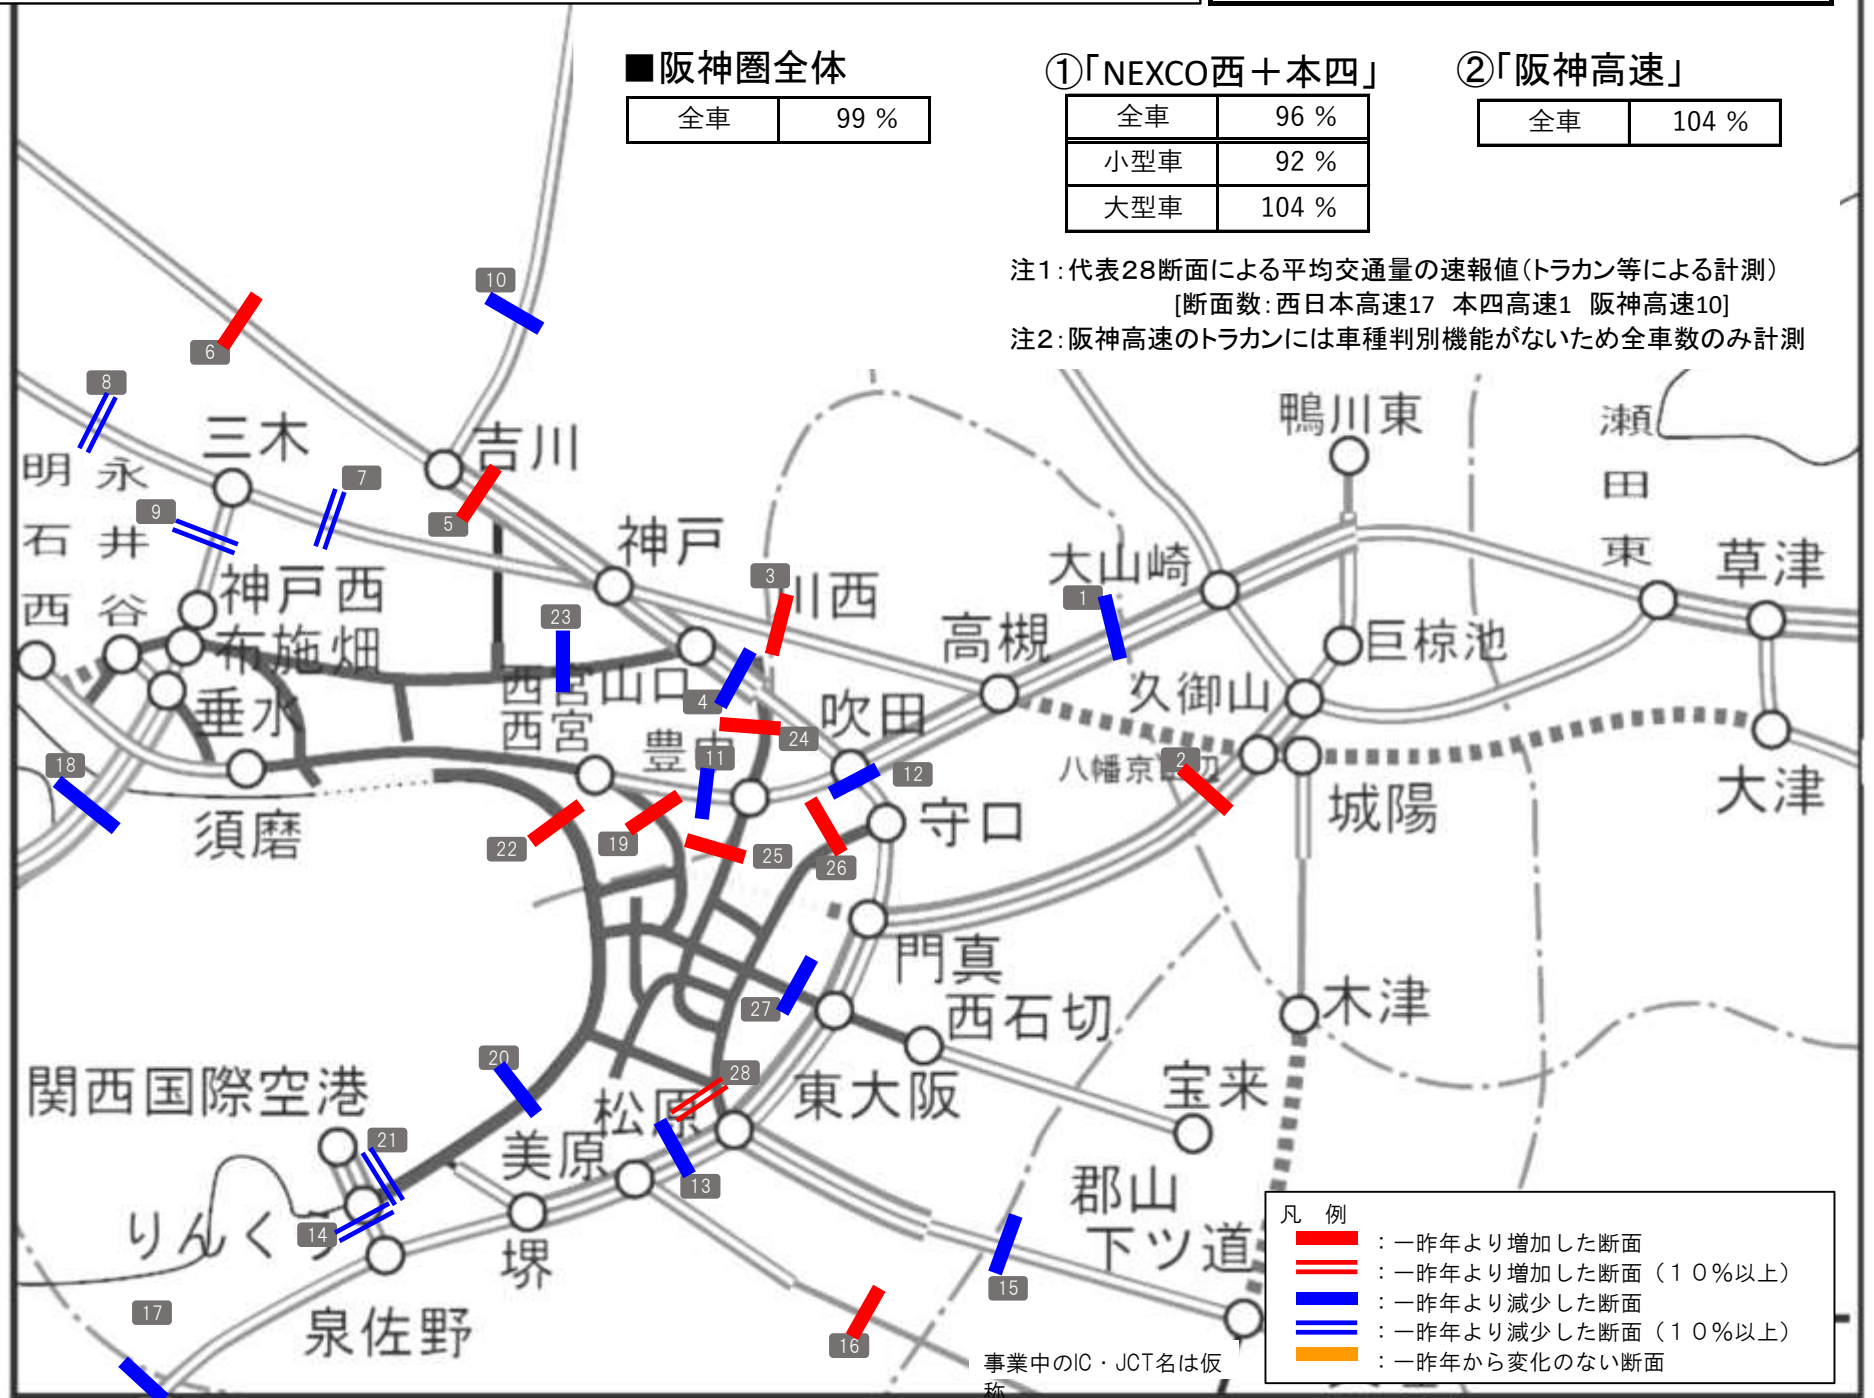 ■阪神圏全体
全車 99 %
①「NEXCO西＋本四」
全車 96 %
小型車 92 %
大型車 104 %
②「阪神高速」
全車 104 %
注1：代表28断面による平均交通量の速報値（トラカン等による計測）
[断面数：西日本高速17 本四高速1 阪神高速10]
注2：阪神高速のトラカンには車種判別機能がないため全車数のみ計測
10
6
8
三木
吉川
鴨川東
瀬田東
明石西
永井谷
7
9
5
神戸
3
川西
大山崎
1
草津
神戸西
23
布施畑
高槻
巨椋池
西宮山口
4
久御山
垂水
西宮
吹田
24
豊中
11
12
2
八幡京田辺
18
大津
須磨
22
19
25
26
守口
城陽
門真
27
西石切
木津
20
関西国際空港
28
松原
東大阪
宝来
21
美原
13
郡山
下ツ道
14
りんくう
堺
15
17
泉佐野
16
事業中のIC・JCT名は仮
称
凡 例
：一昨年より増加した断面
：一昨年より増加した断面（１０％以上）
：一昨年より減少した断面
：一昨年より減少した断面（１０％以上）
：一昨年から変化のない断面